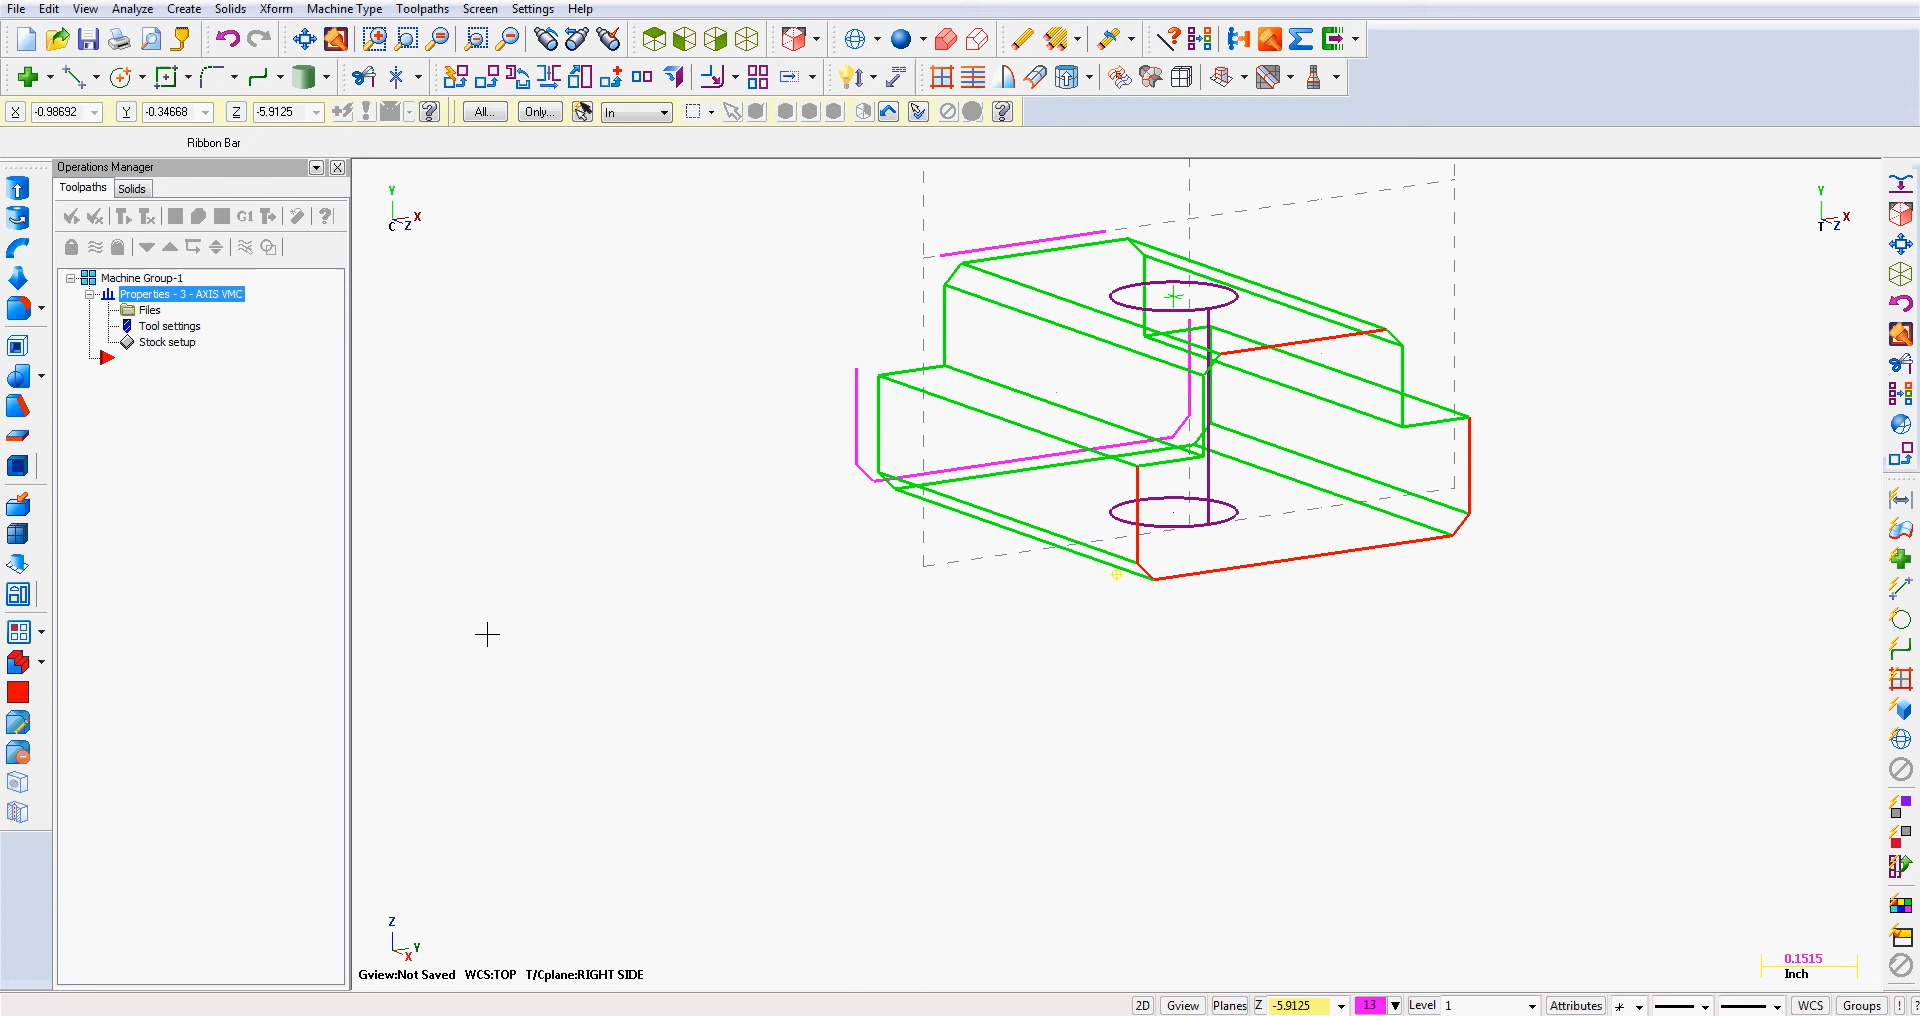 File Edit View Analyze Create Solids Xform Machine Type Toolpaths Screen Settings Help
X -0.98692 Y -0.34668 Z -5.9125 All... Only... In
Ribbon Bar
Operations Manager
Toolpaths Solids
G1
Machine Group-1
Properties - 3 - AXIS VMC
Files
Tool settings
Stock setup
Y
X
C Z
Y
X
T Z
Z
Y
X
Gview:Not Saved WCS:TOP T/Cplane:RIGHT SIDE
0.1515
Inch
2D Gview Planes Z -5.9125 13 Level 1 Attributes WCS Groups ! ?